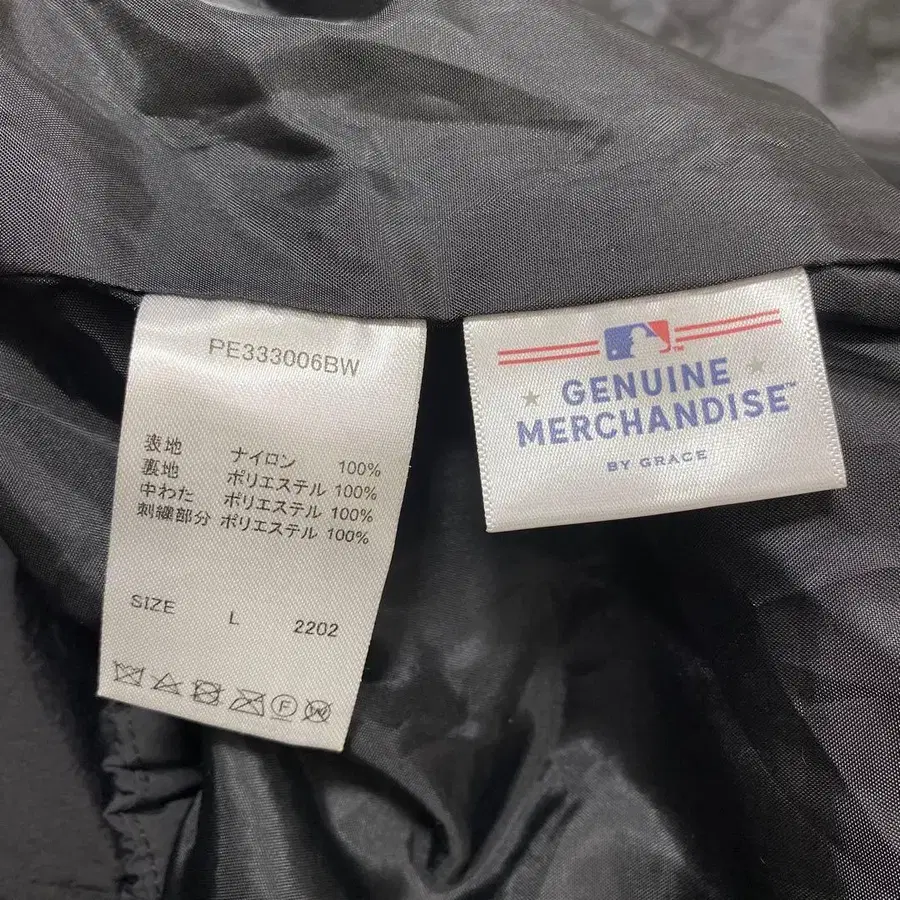 PE333006BW
表地 ナイロン 100%
裏地 ポリエステル 100%
中わた ポリエステル 100%
刺繍部分 ポリエステル 100%
SIZE L 2202
F
W
GENUINE
MERCHANDISE™
BY GRACE